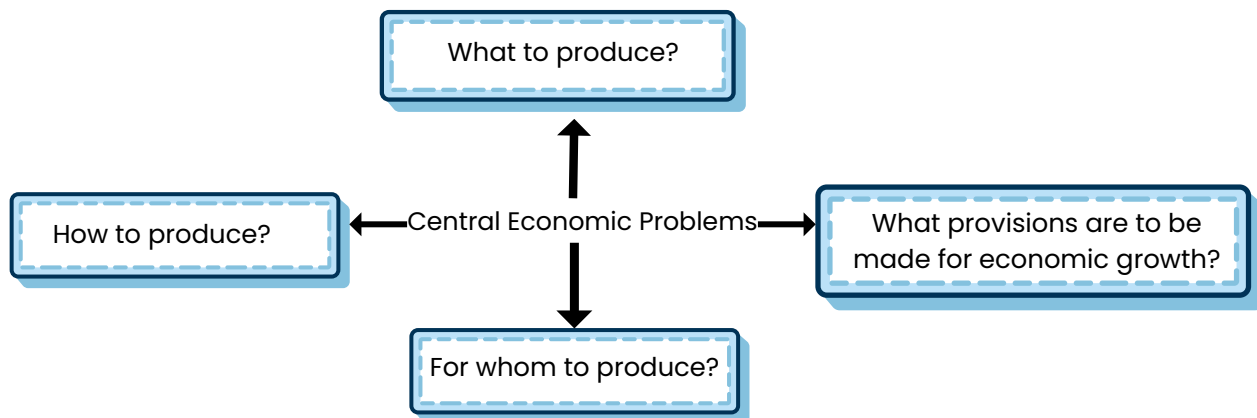 What to produce?
How to produce?
Central Economic Problems
What provisions are to be
made for economic growth?
For whom to produce?